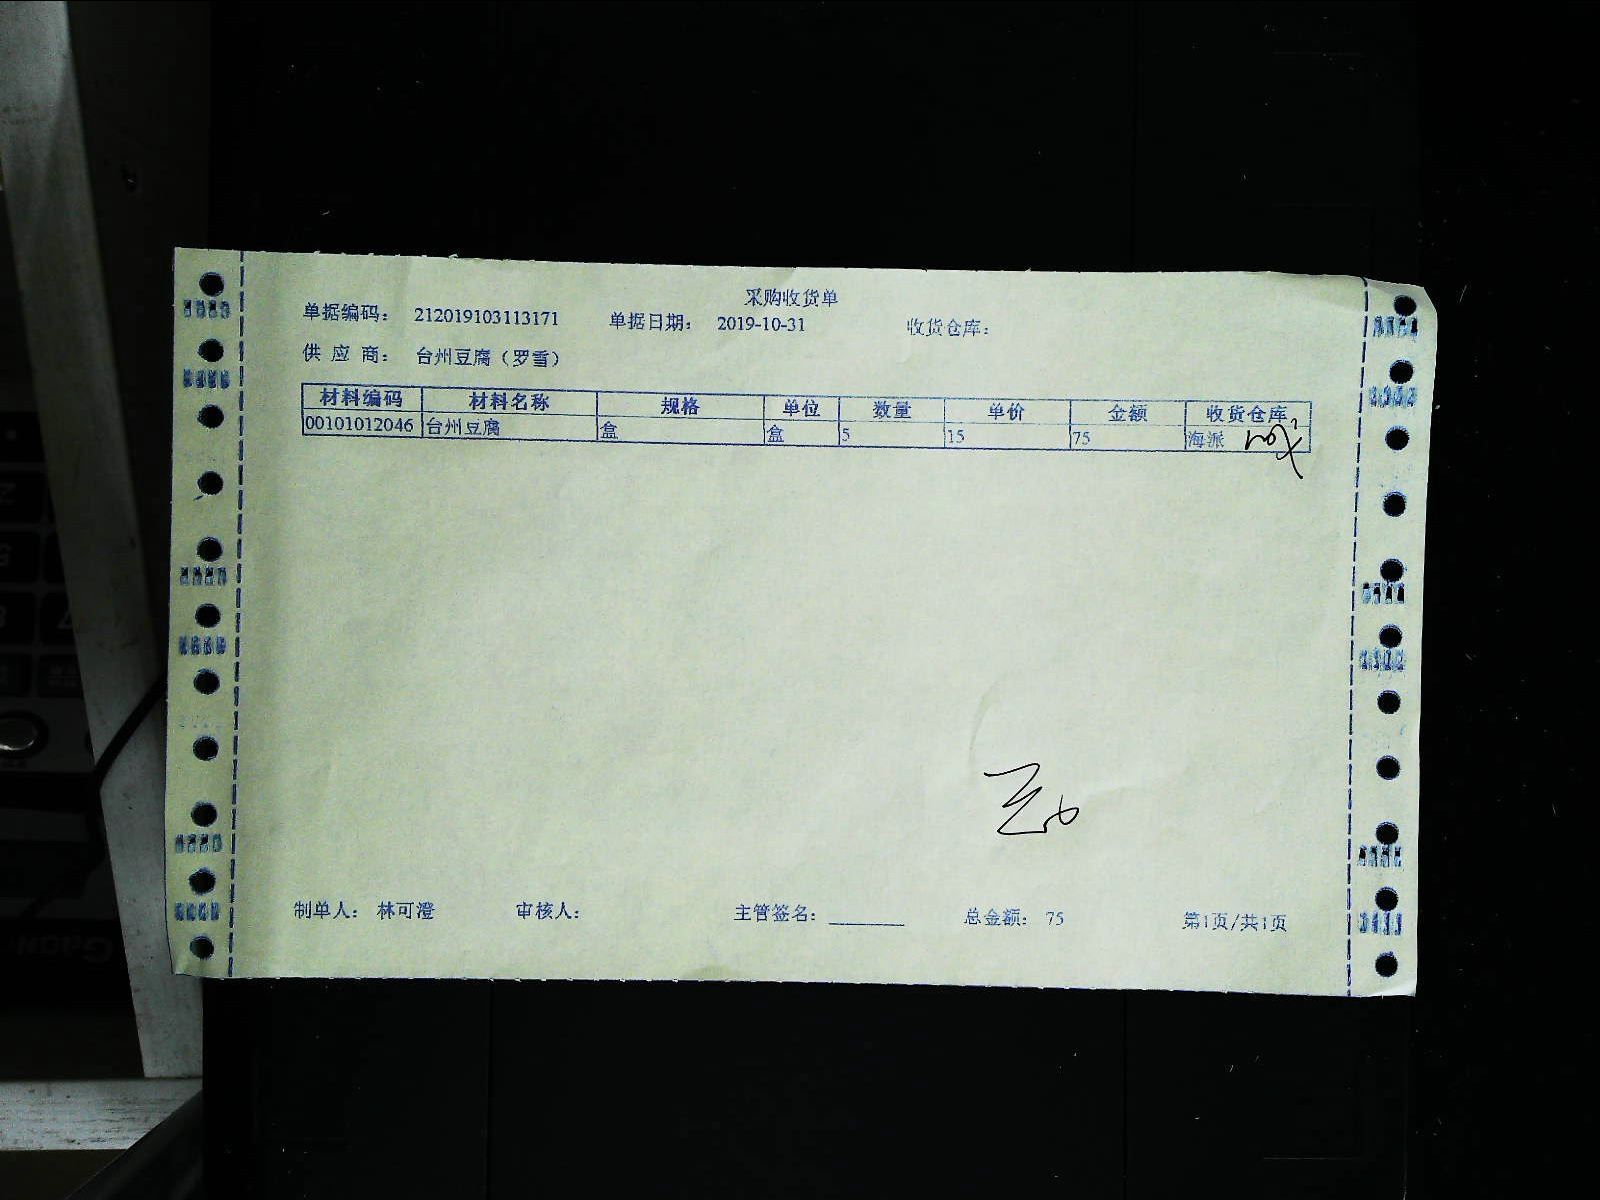 采购收货单
单据编码： 212019103113171 单据日期： 2019-10-31 收货仓库：
供 应 商： 台州豆腐（罗雪）
材料编码 材料名称 规格 单位 数量 单价 金额 收货仓库
00101012046 台州豆腐 盒 盒 5 15 75 海派
制单人： 林可澄 审核人： 主管签名： 总金额： 75 第1页/共1页